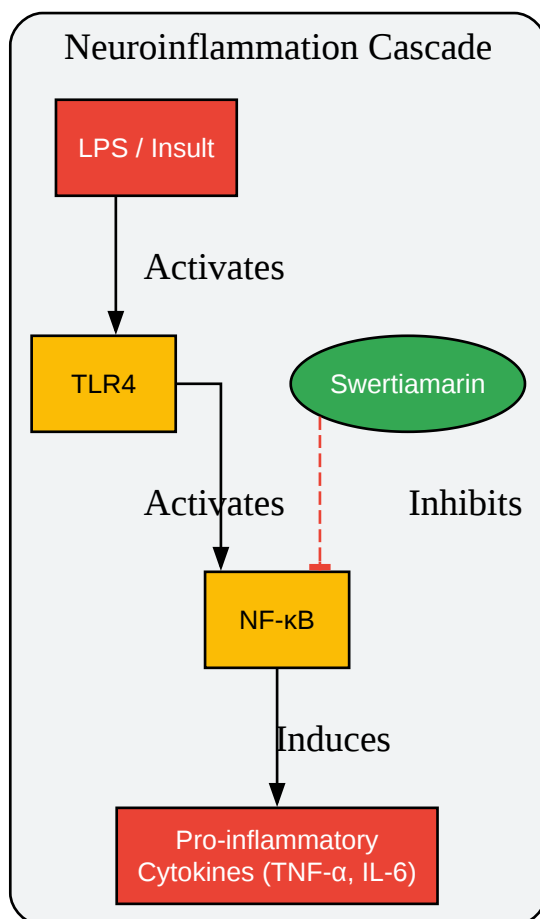 Neuroinflammation Cascade
LPS / Insult
Activates
TLR4
Swertiamarin
Activates
Inhibits
NF-κB
Induces
Pro-inflammatory
Cytokines (TNF-α, IL-6)